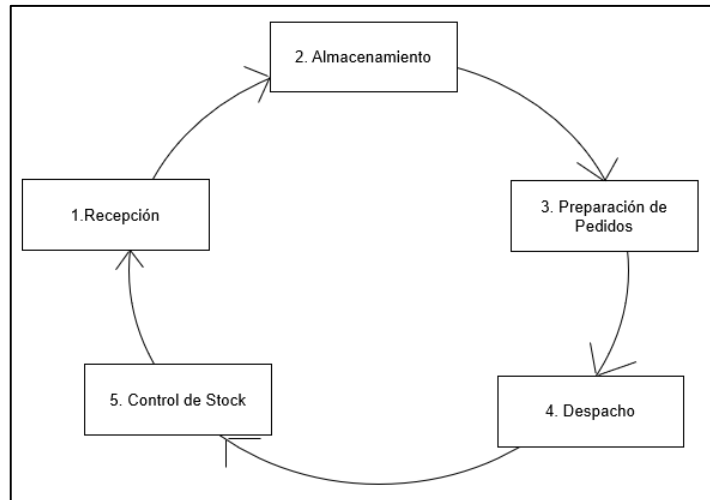 1.Recepción
2. Almacenamiento
3. Preparación de
Pedidos
4. Despacho
5. Control de Stock